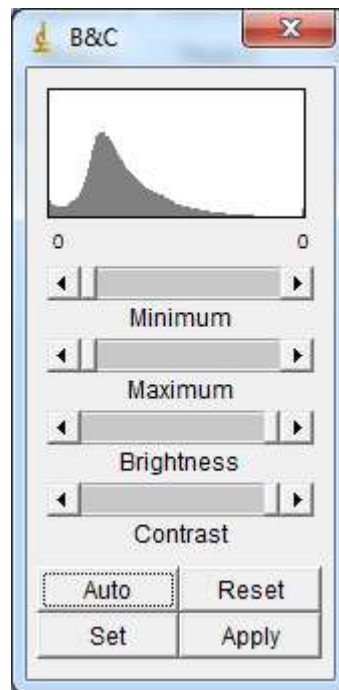 B&C
0 0
Minimum
Maximum
Brightness
Contrast
Auto Reset
Set Apply